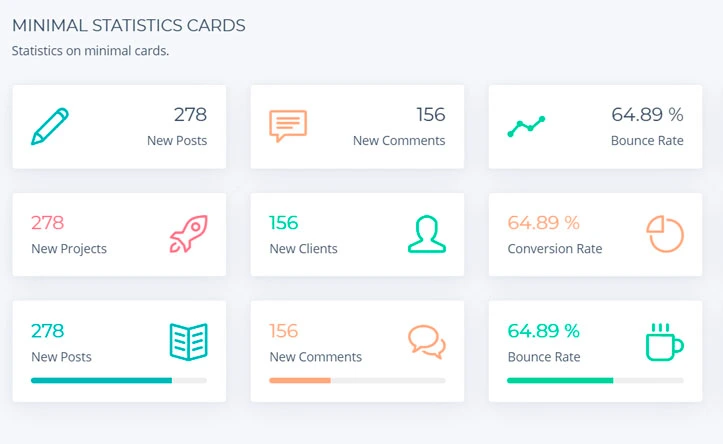 MINIMAL STATISTICS CARDS
Statistics on minimal cards.
278
New Posts
156
New Comments
64.89 %
Bounce Rate
278
New Projects
156
New Clients
64.89 %
Conversion Rate
278
New Posts
156
New Comments
64.89 %
Bounce Rate